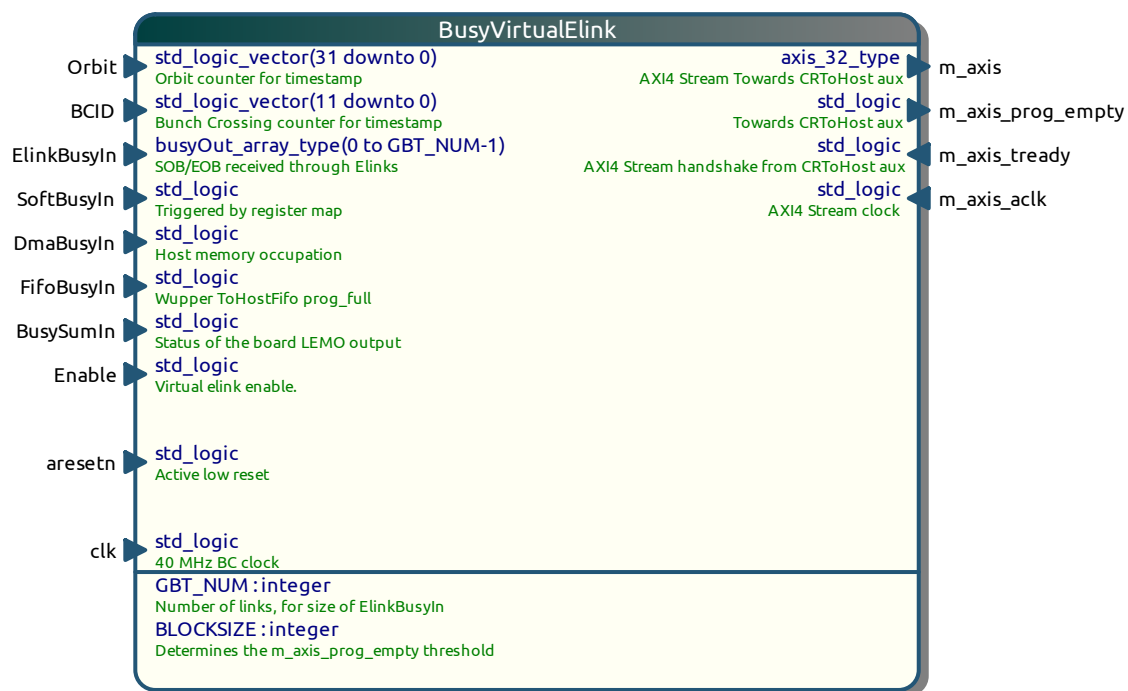 BusyVirtualElink
Orbit
std_logic_vector(31 downto 0)
Orbit counter for timestamp
BCID
std_logic_vector(11 downto 0)
Bunch Crossing counter for timestamp
ElinkBusyIn
busyOut_array_type(0 to GBT_NUM-1)
SOB/EOB received through Elinks
SoftBusyIn
std_logic
Triggered by register map
DmaBusyIn
std_logic
Host memory occupation
FifoBusyIn
std_logic
Wupper ToHostFifo prog_full
BusySumIn
std_logic
Status of the board LEMO output
Enable
std_logic
Virtual elink enable.
aresetn
std_logic
Active low reset
clk
std_logic
40 MHz BC clock
axis_32_type
AXI4 Stream Towards CRToHost aux
m_axis
std_logic
Towards CRToHost aux
m_axis_prog_empty
std_logic
AXI4 Stream handshake from CRToHost aux
m_axis_tready
std_logic
AXI4 Stream clock
m_axis_aclk
GBT_NUM : integer
Number of links, for size of ElinkBusyIn
BLOCKSIZE : integer
Determines the m_axis_prog_empty threshold